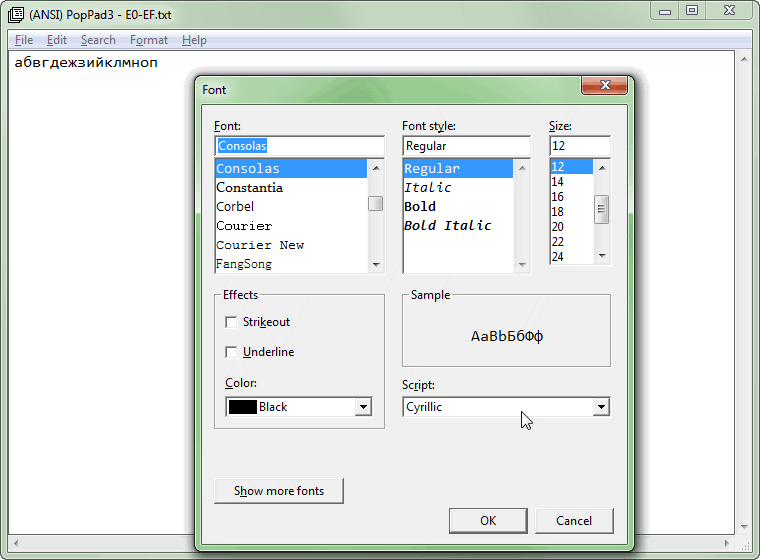 (ANSI) PopPad3 - E0-EF.txt
File Edit Search Format Help
абвгдежзийклмноп
Font
Font:
Consolas
Consolas
Constantia
Corbel
Courier
Courier New
FangSong
Font style:
Regular
Regular
Italic
Bold
Bold Italic
Size:
12
12
14
16
18
20
22
24
Effects
Strikeout
Underline
Color:
Black
Sample
AaBbБбФф
Script:
Cyrillic
Show more fonts
OK
Cancel